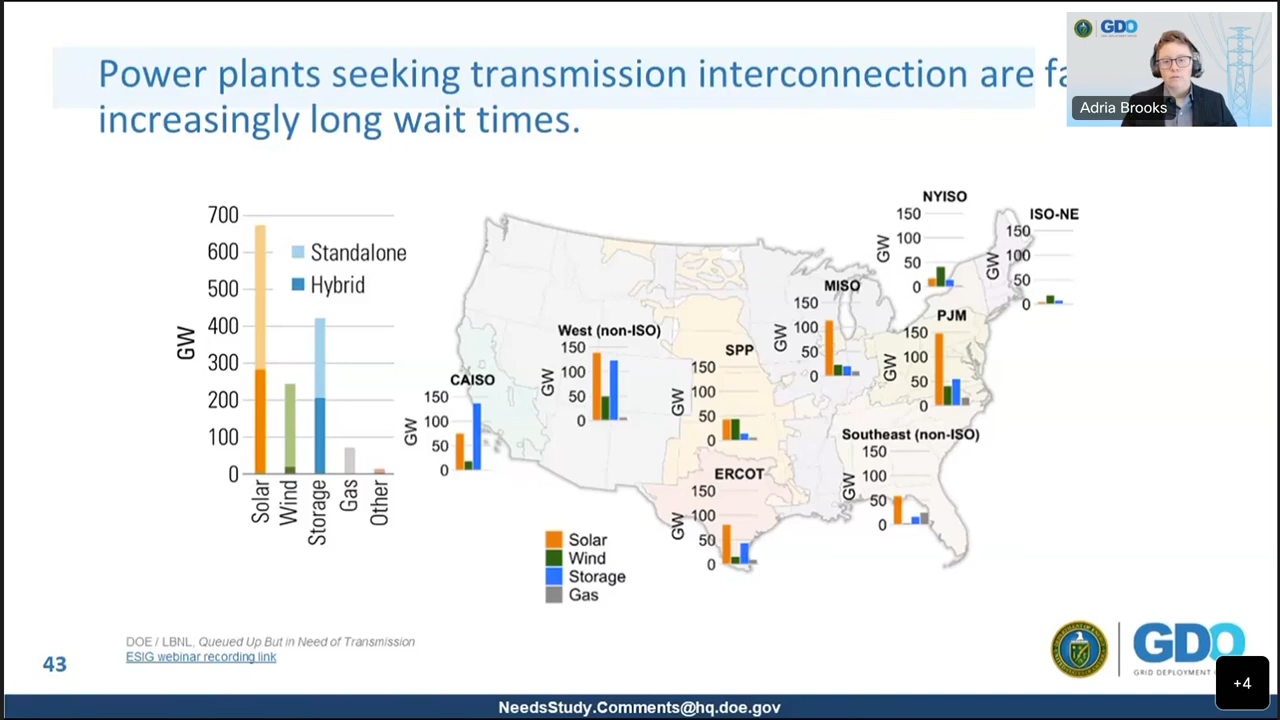 Power plants seeking transmission interconnection are fa
increasingly long wait times.
GDO
Adria Brooks
700
600
500
400
300
200
100
0
GW
Standalone
Hybrid
Solar
Wind
Storage
Gas
Other
CAISO
150
100
50
0
GW
West (non-ISO)
150
100
50
0
GW
SPP
150
100
50
0
GW
ERCOT
150
100
50
0
GW
MISO
150
100
50
0
GW
NYISO
150
100
50
0
GW
ISO-NE
150
100
50
0
GW
PJM
150
100
50
0
GW
Southeast (non-ISO)
150
100
50
0
GW
Solar
Wind
Storage
Gas
DOE / LBNL, Queued Up But in Need of Transmission
ESIG webinar recording link
43
GDO
GRID DEPLOYMENT
+4
NeedsStudy.Comments@hq.doe.gov